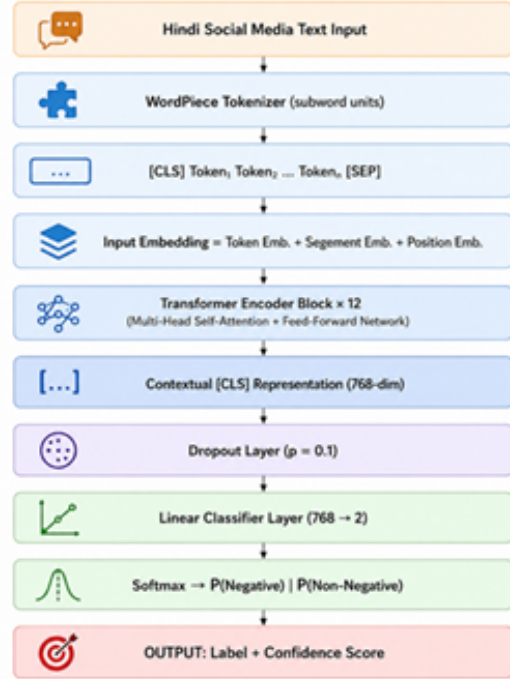 Hindi Social Media Text Input
WordPiece Tokenizer (subword units)
...
[CLS] Token₁ Token₂ ... Tokenₙ [SEP]
Input Embedding = Token Emb. + Segement Emb. + Position Emb.
Transformer Encoder Block × 12
(Multi-Head Self-Attention + Feed-Forward Network)
[...]
Contextual [CLS] Representation (768-dim)
Dropout Layer (p = 0.1)
Linear Classifier Layer (768 → 2)
Softmax → P(Negative) | P(Non-Negative)
OUTPUT: Label + Confidence Score